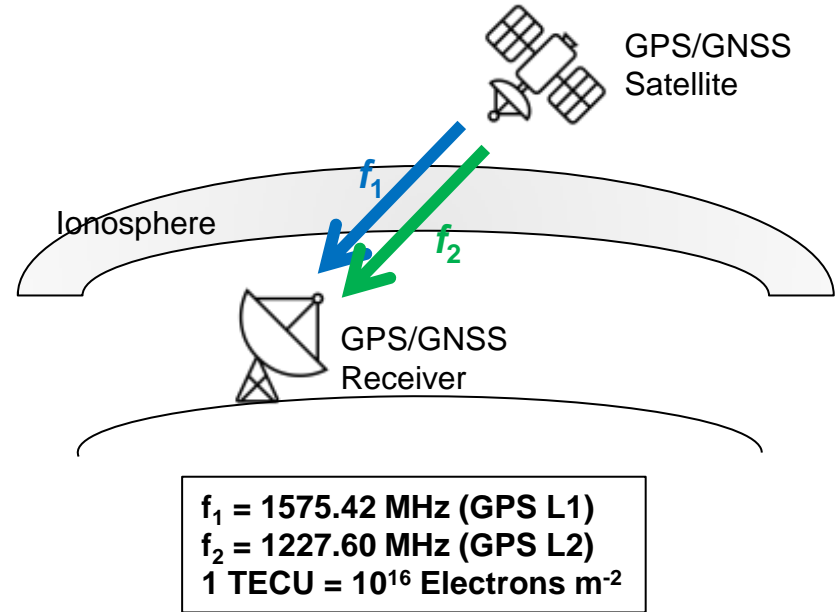 GPS/GNSS
Satellite
f₁
Ionosphere
f₂
GPS/GNSS
Receiver
f₁ = 1575.42 MHz (GPS L1)
f₂ = 1227.60 MHz (GPS L2)
1 TECU = 10¹⁶ Electrons m⁻²